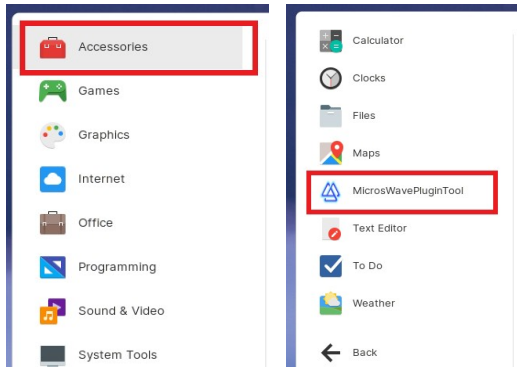 Accessories
Games
Graphics
Internet
Office
Programming
Sound & Video
System Tools
Calculator
Clocks
Files
Maps
MicrosWavePluginTool
Text Editor
To Do
Weather
Back